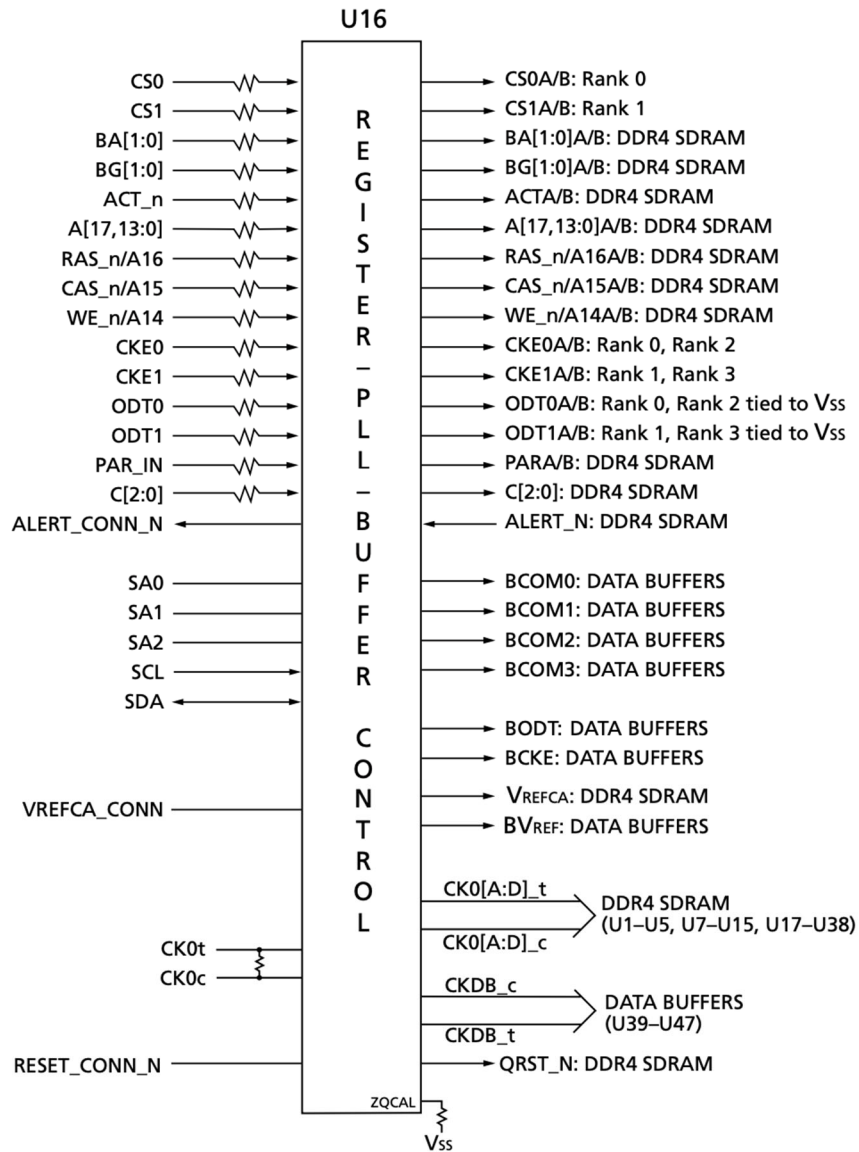 U16
CS0
CS1
BA[1:0]
BG[1:0]
ACT_n
A[17,13:0]
RAS_n/A16
CAS_n/A15
WE_n/A14
CKE0
CKE1
ODT0
ODT1
PAR_IN
C[2:0]
ALERT_CONN_N
SA0
SA1
SA2
SCL
SDA
VREFCA_CONN
CK0t
CK0c
RESET_CONN_N
REGISTER – PLL – BUFFER CONTROL
CS0A/B: Rank 0
CS1A/B: Rank 1
BA[1:0]A/B: DDR4 SDRAM
BG[1:0]A/B: DDR4 SDRAM
ACTA/B: DDR4 SDRAM
A[17,13:0]A/B: DDR4 SDRAM
RAS_n/A16A/B: DDR4 SDRAM
CAS_n/A15A/B: DDR4 SDRAM
WE_n/A14A/B: DDR4 SDRAM
CKE0A/B: Rank 0, Rank 2
CKE1A/B: Rank 1, Rank 3
ODT0A/B: Rank 0, Rank 2 tied to VSS
ODT1A/B: Rank 1, Rank 3 tied to VSS
PARA/B: DDR4 SDRAM
C[2:0]: DDR4 SDRAM
ALERT_N: DDR4 SDRAM
BCOM0: DATA BUFFERS
BCOM1: DATA BUFFERS
BCOM2: DATA BUFFERS
BCOM3: DATA BUFFERS
BODT: DATA BUFFERS
BCKE: DATA BUFFERS
VREFCA: DDR4 SDRAM
BVREF: DATA BUFFERS
CK0[A:D]_t
CK0[A:D]_c
DDR4 SDRAM
(U1–U5, U7–U15, U17–U38)
CKDB_c
CKDB_t
DATA BUFFERS
(U39–U47)
QRST_N: DDR4 SDRAM
ZQCAL
VSS